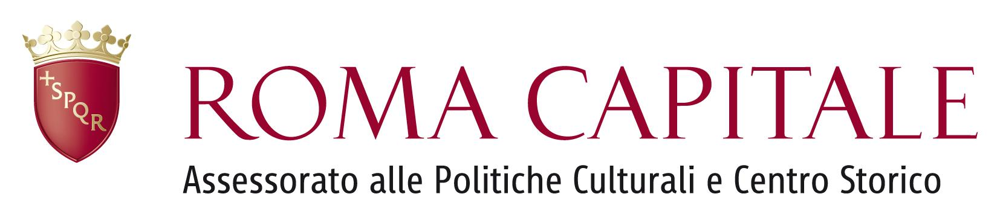 +SPQR
ROMA CAPITALE
Assessorato alle Politiche Culturali e Centro Storico